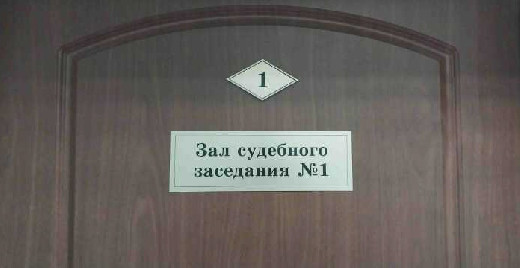 1
Зал судебного
заседания №1